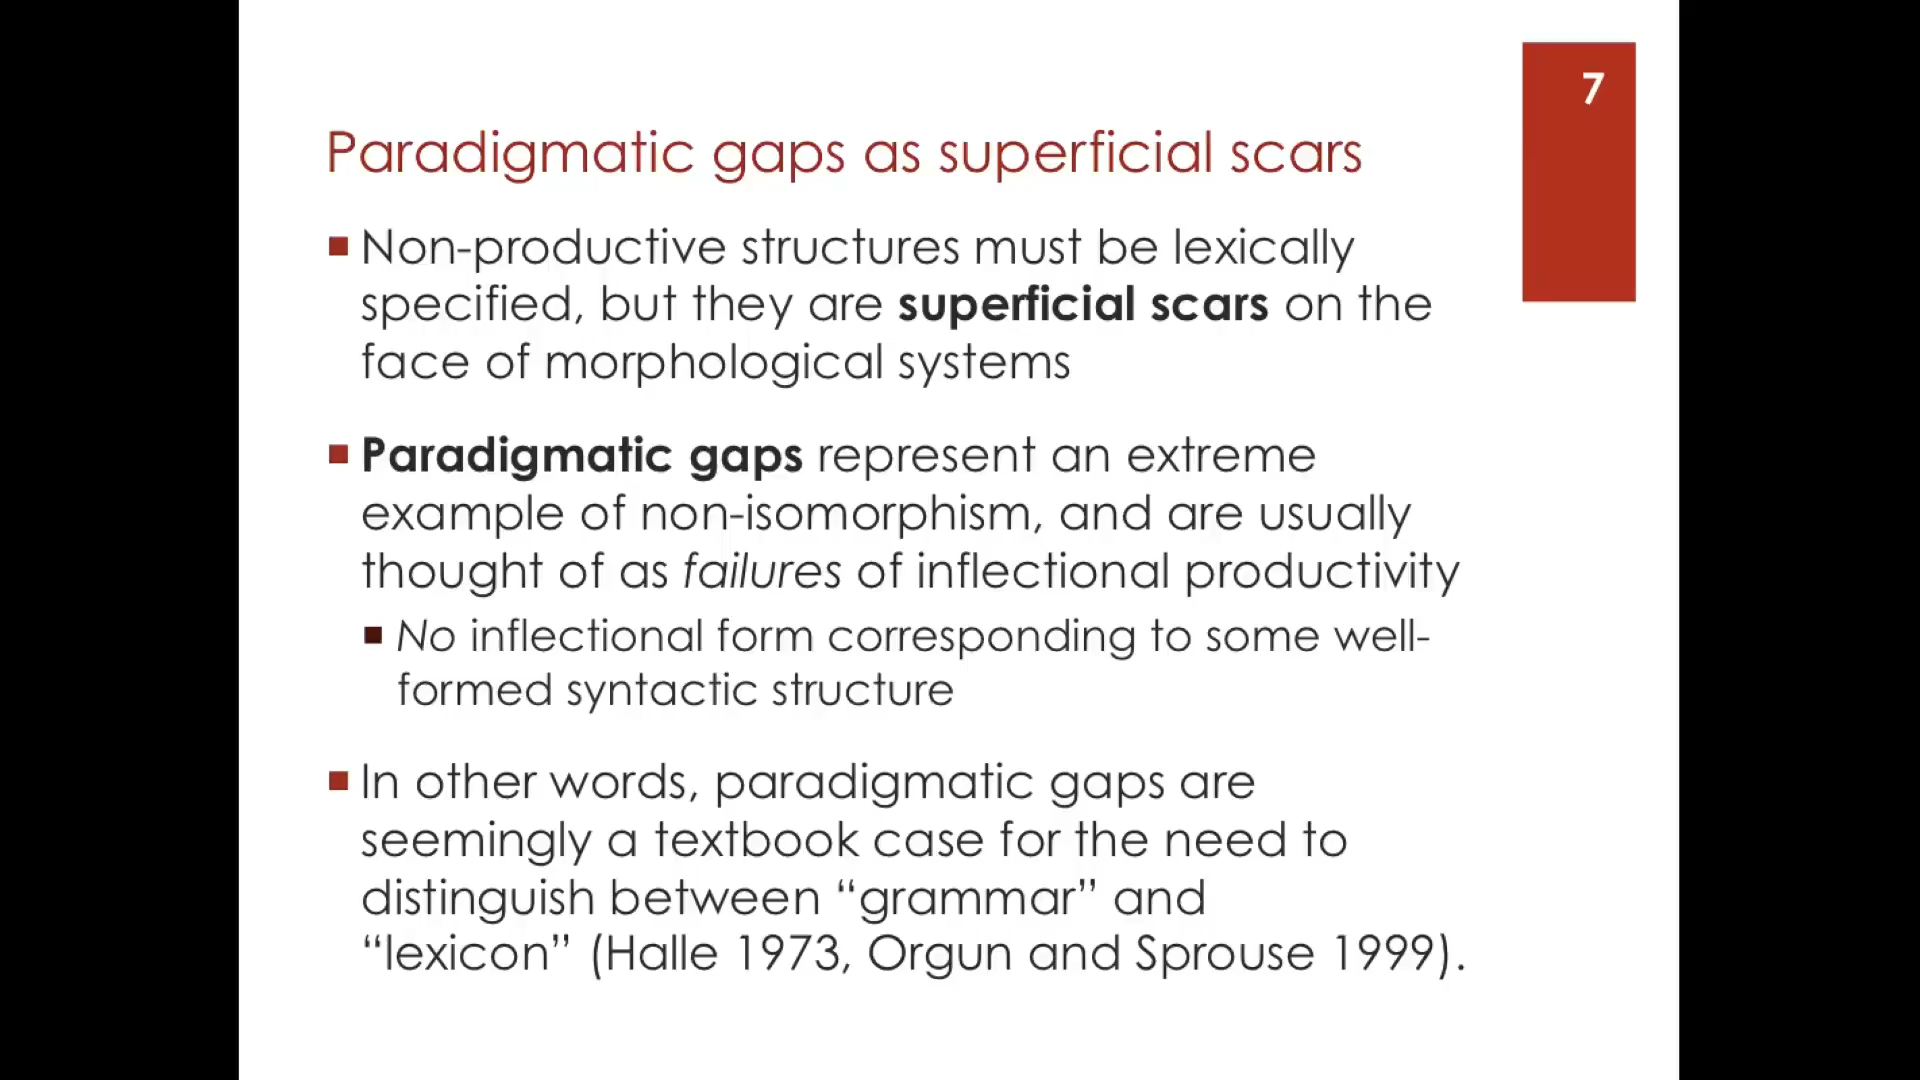 7
Paradigmatic gaps as superficial scars
Non-productive structures must be lexically
specified, but they are superficial scars on the
face of morphological systems
Paradigmatic gaps represent an extreme
example of non-isomorphism, and are usually
thought of as failures of inflectional productivity
No inflectional form corresponding to some well-
formed syntactic structure
In other words, paradigmatic gaps are
seemingly a textbook case for the need to
distinguish between “grammar” and
“lexicon” (Halle 1973, Orgun and Sprouse 1999).